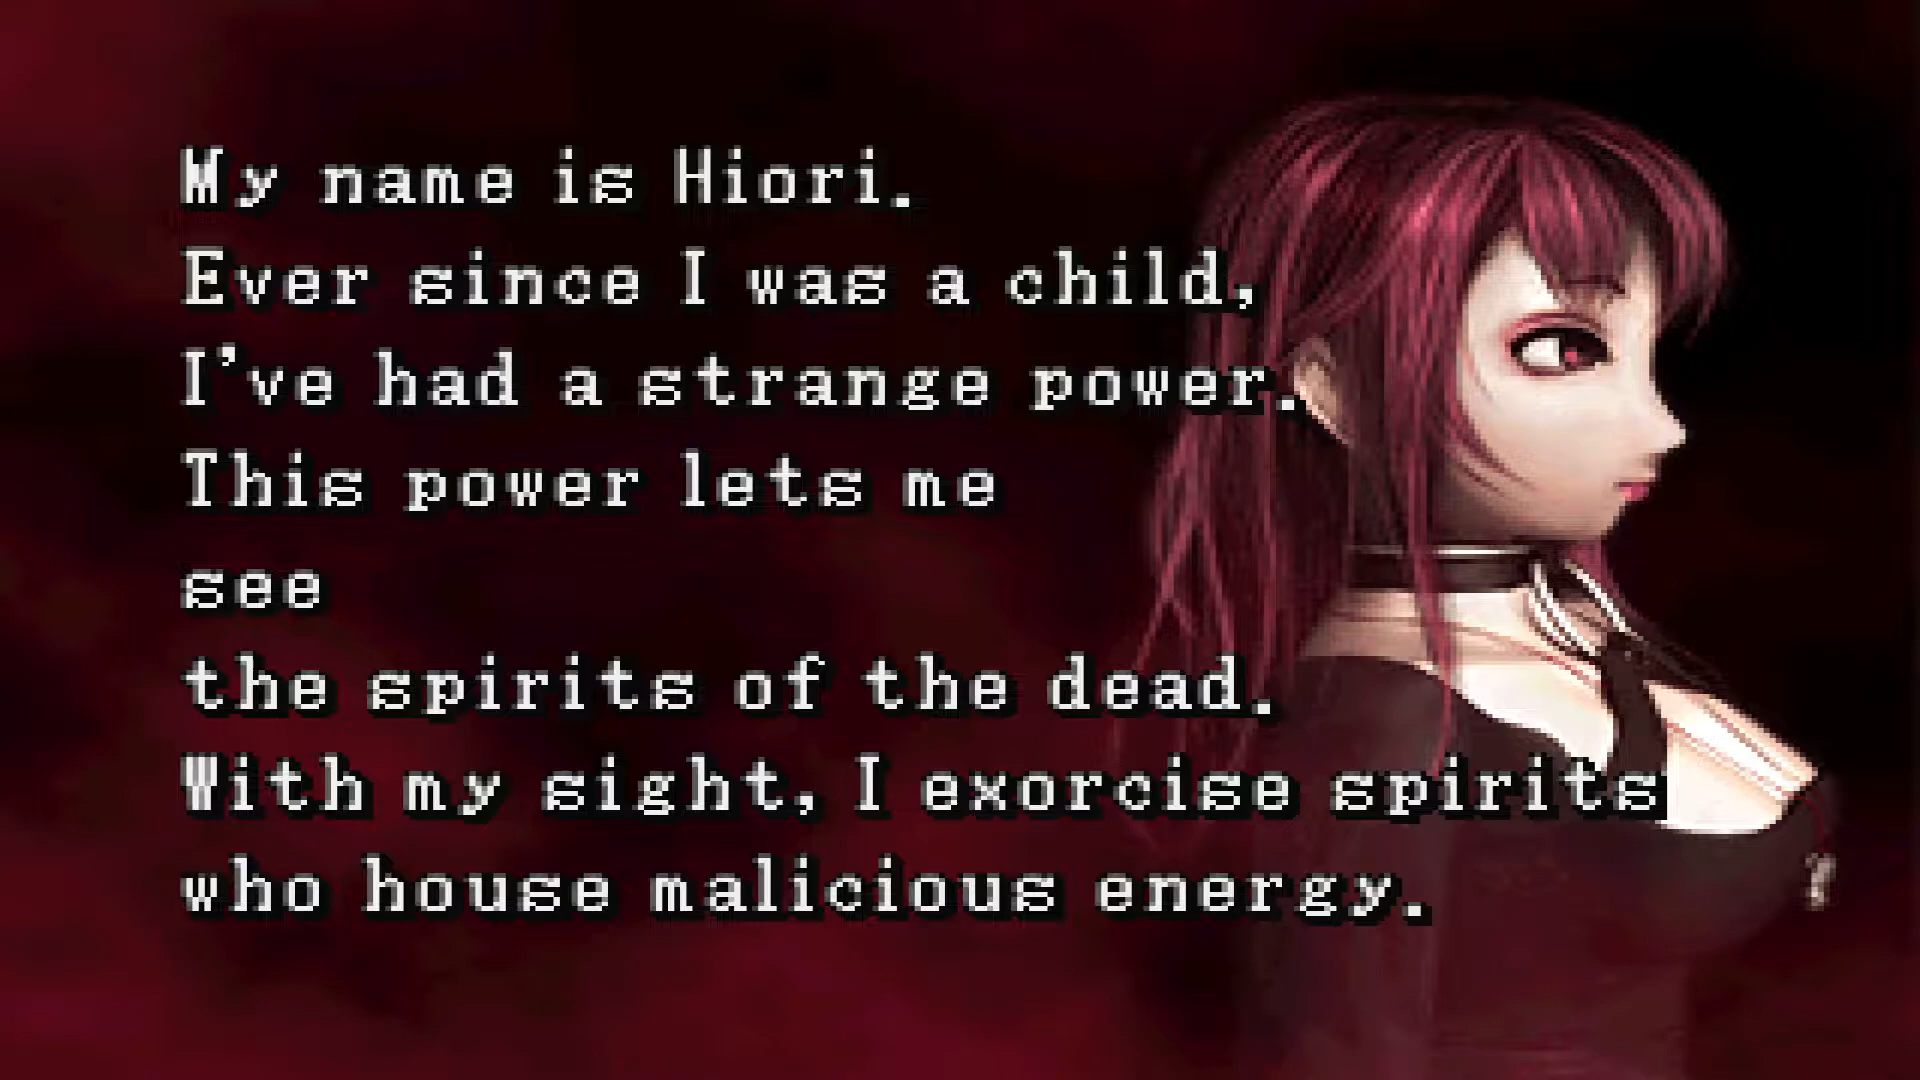 My name is Hiori.
Ever since I was a child,
I've had a strange power.
This power lets me
see
the spirits of the dead.
With my sight, I exorcise spirits
who house malicious energy.